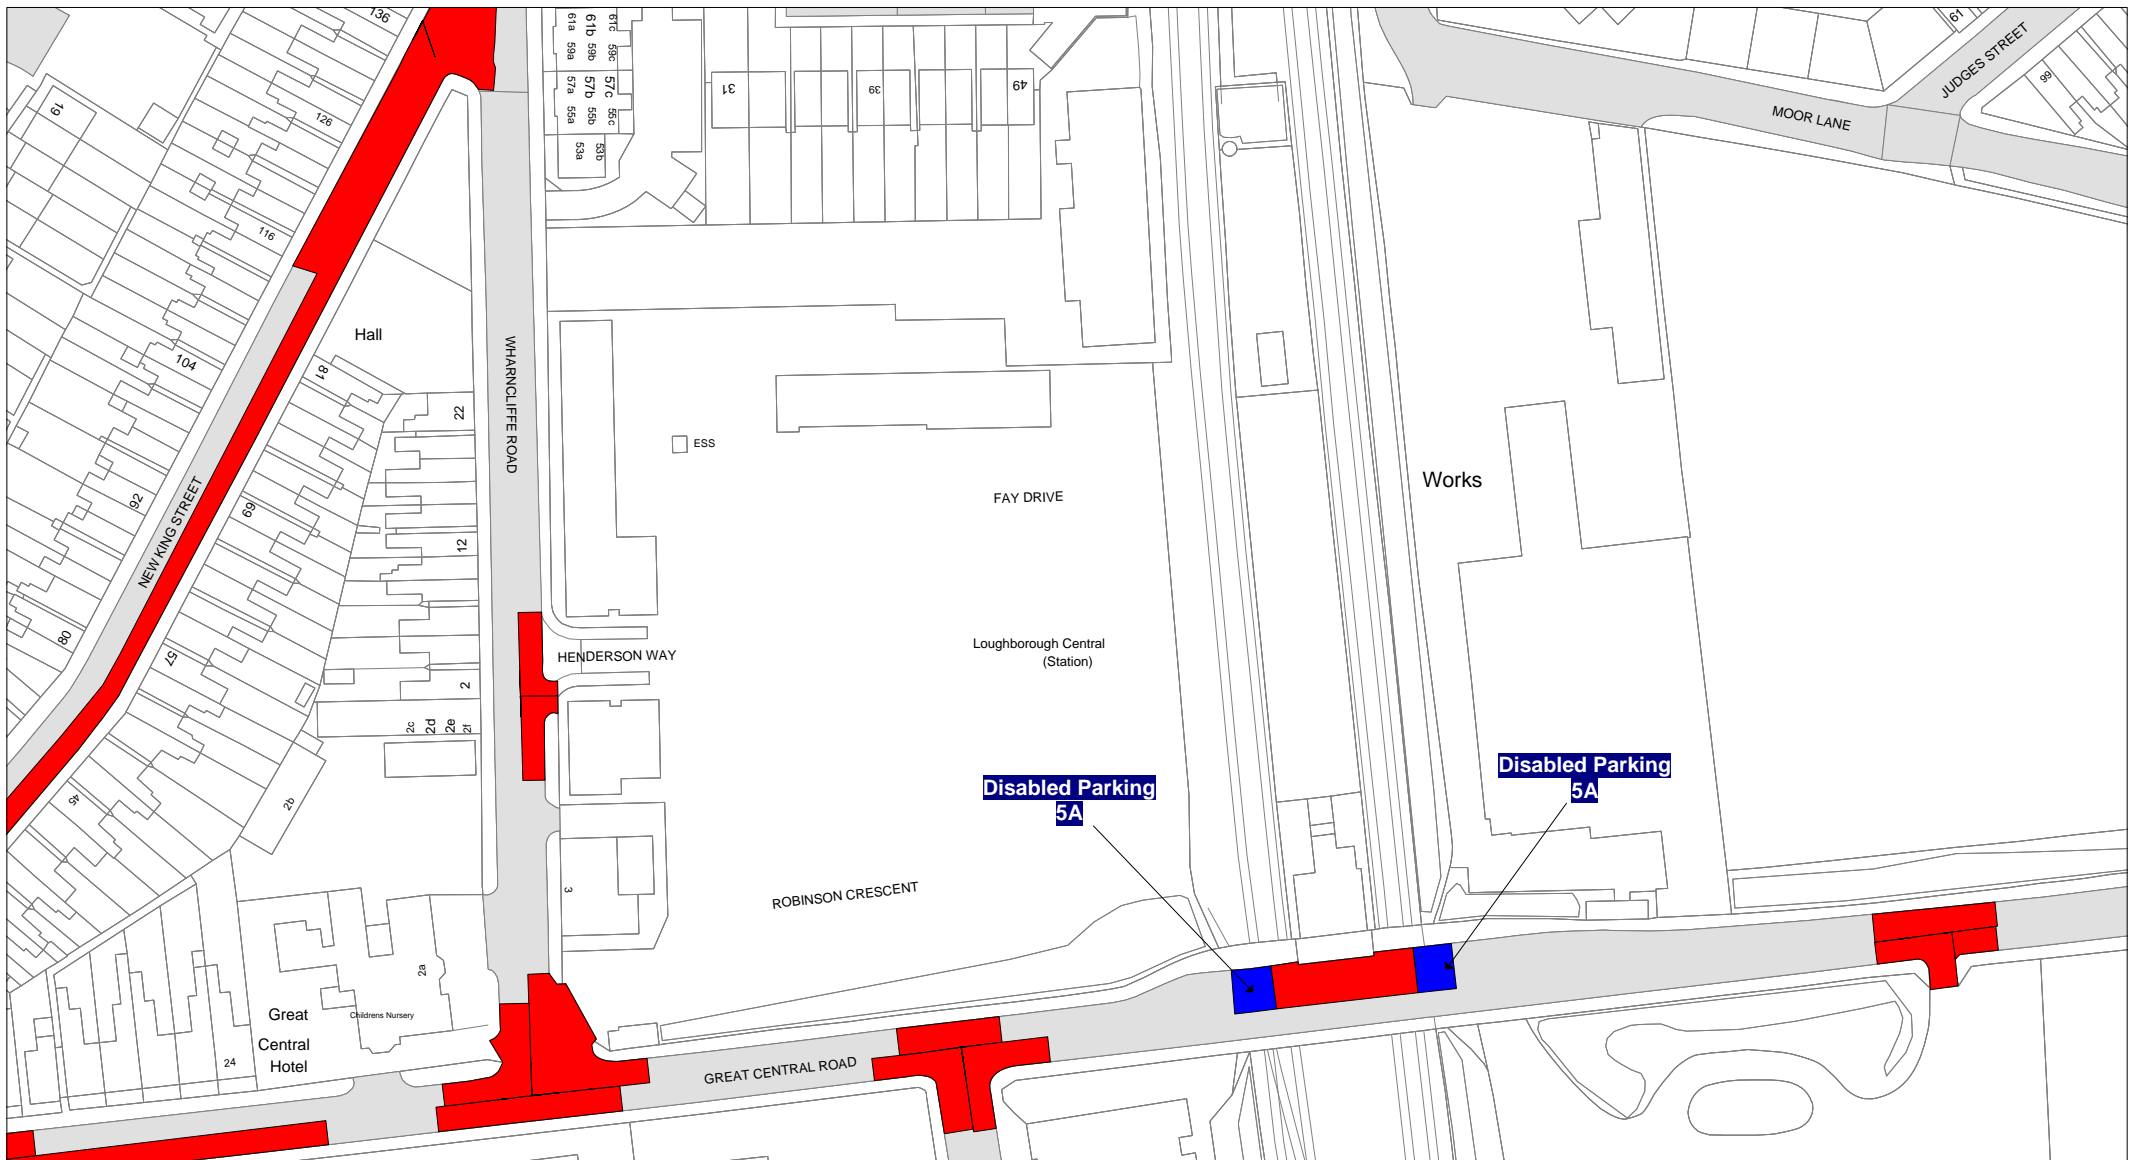 136
61a
61b
61c
59a
59b
59c
57a
57b
57c
55a
55b
55c
53a
53b
31
39
49
61
JUDGES STREET
99
MOOR LANE
19
126
116
104
92
80
NEW KING STREET
Hall
81
69
57
45
WHARNCLIFFE ROAD
22
12
2
2c
2d
2e
2f
2b
ESS
FAY DRIVE
Works
HENDERSON WAY
Loughborough Central
(Station)
Disabled Parking
5A
Disabled Parking
5A
3
ROBINSON CRESCENT
2a
Great
Central
Hotel
Childrens Nursery
24
GREAT CENTRAL ROAD